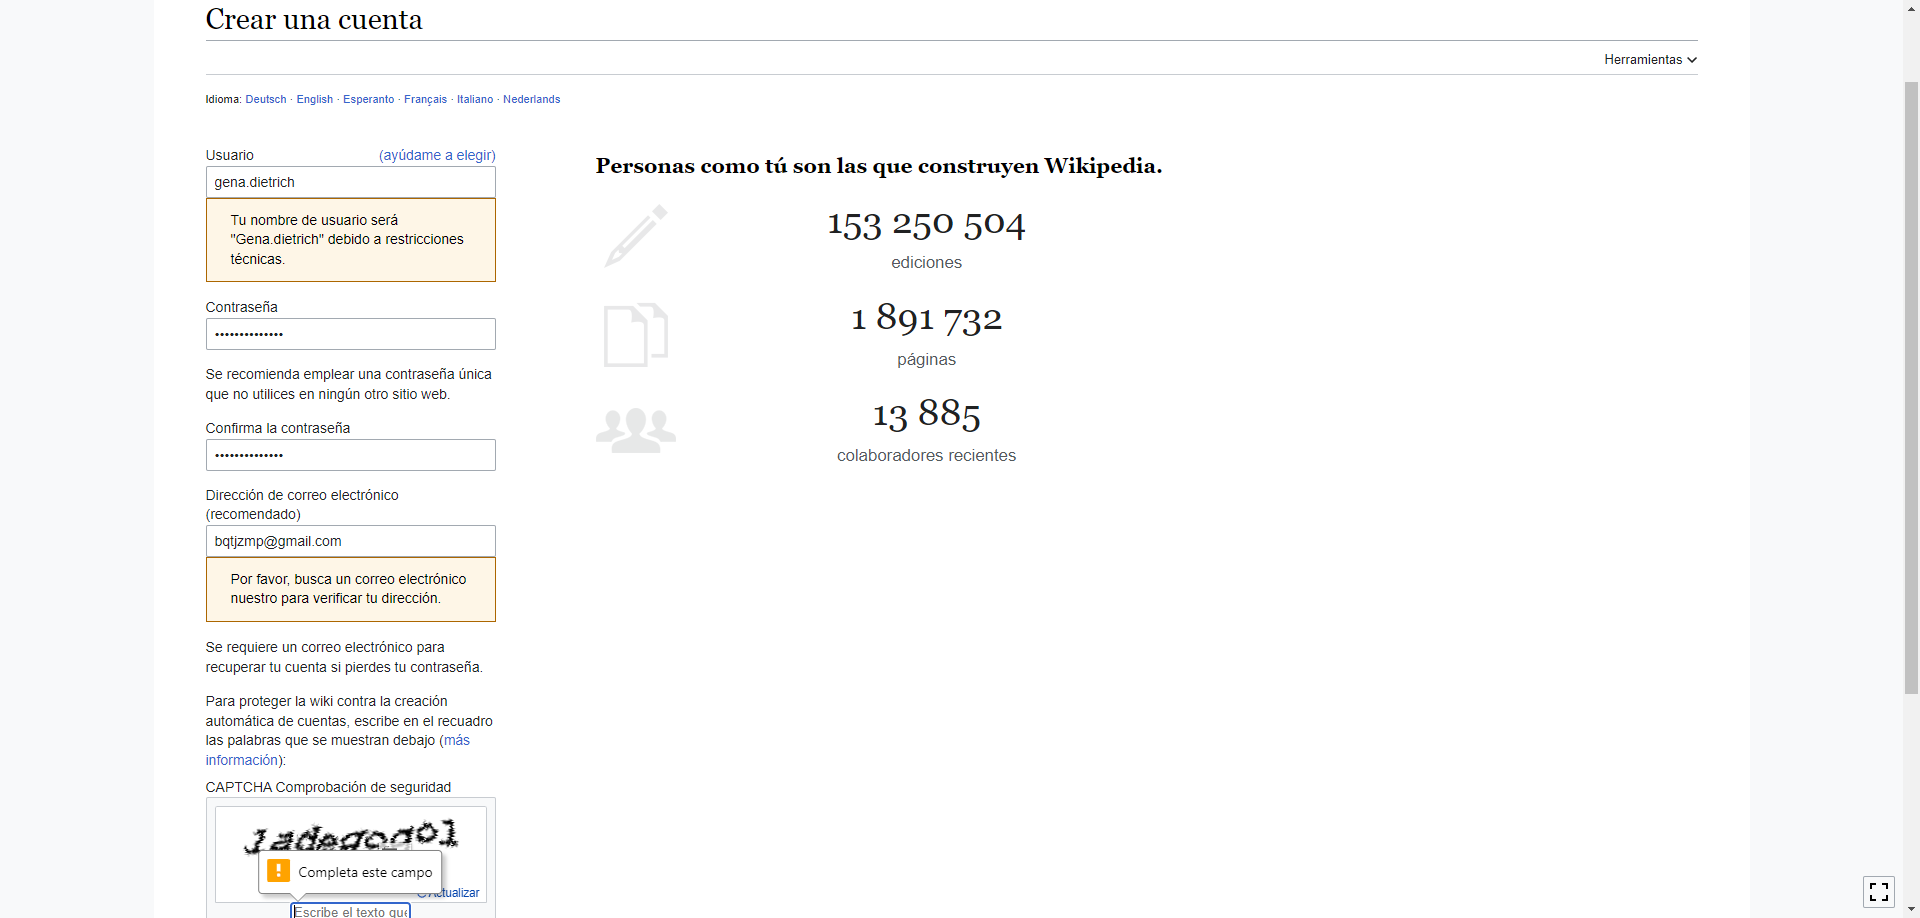 Crear una cuenta
Herramientas
Idioma: Deutsch · English · Esperanto · Français · Italiano · Nederlands
Usuario (ayúdame a elegir)
gena.dietrich
Tu nombre de usuario será
"Gena.dietrich" debido a restricciones
técnicas.
Contraseña
••••••••••••••
Se recomienda emplear una contraseña única
que no utilices en ningún otro sitio web.
Confirma la contraseña
••••••••••••••
Dirección de correo electrónico
(recomendado)
bqtjzmp@gmail.com
Por favor, busca un correo electrónico
nuestro para verificar tu dirección.
Se requiere un correo electrónico para
recuperar tu cuenta si pierdes tu contraseña.
Para proteger la wiki contra la creación
automática de cuentas, escribe en el recuadro
las palabras que se muestran debajo (más
información):
CAPTCHA Comprobación de seguridad
Completa este campo
Actualizar
Escribe el texto que
Personas como tú son las que construyen Wikipedia.
153 250 504
ediciones
1 891 732
páginas
13 885
colaboradores recientes